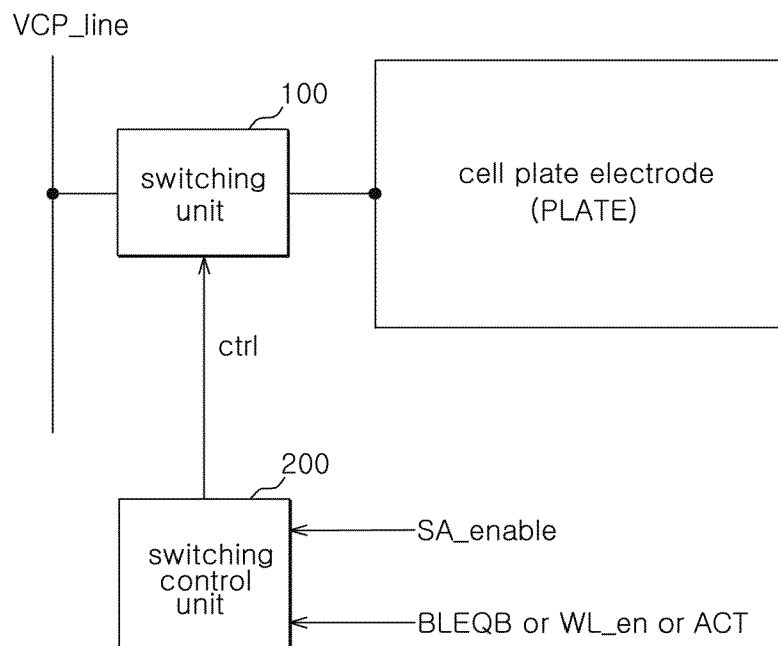 VCP_line
100
switching
unit
cell plate electrode
(PLATE)
ctrl
200
switching
control
unit
SA_enable
BLEQB or WL_en or ACT